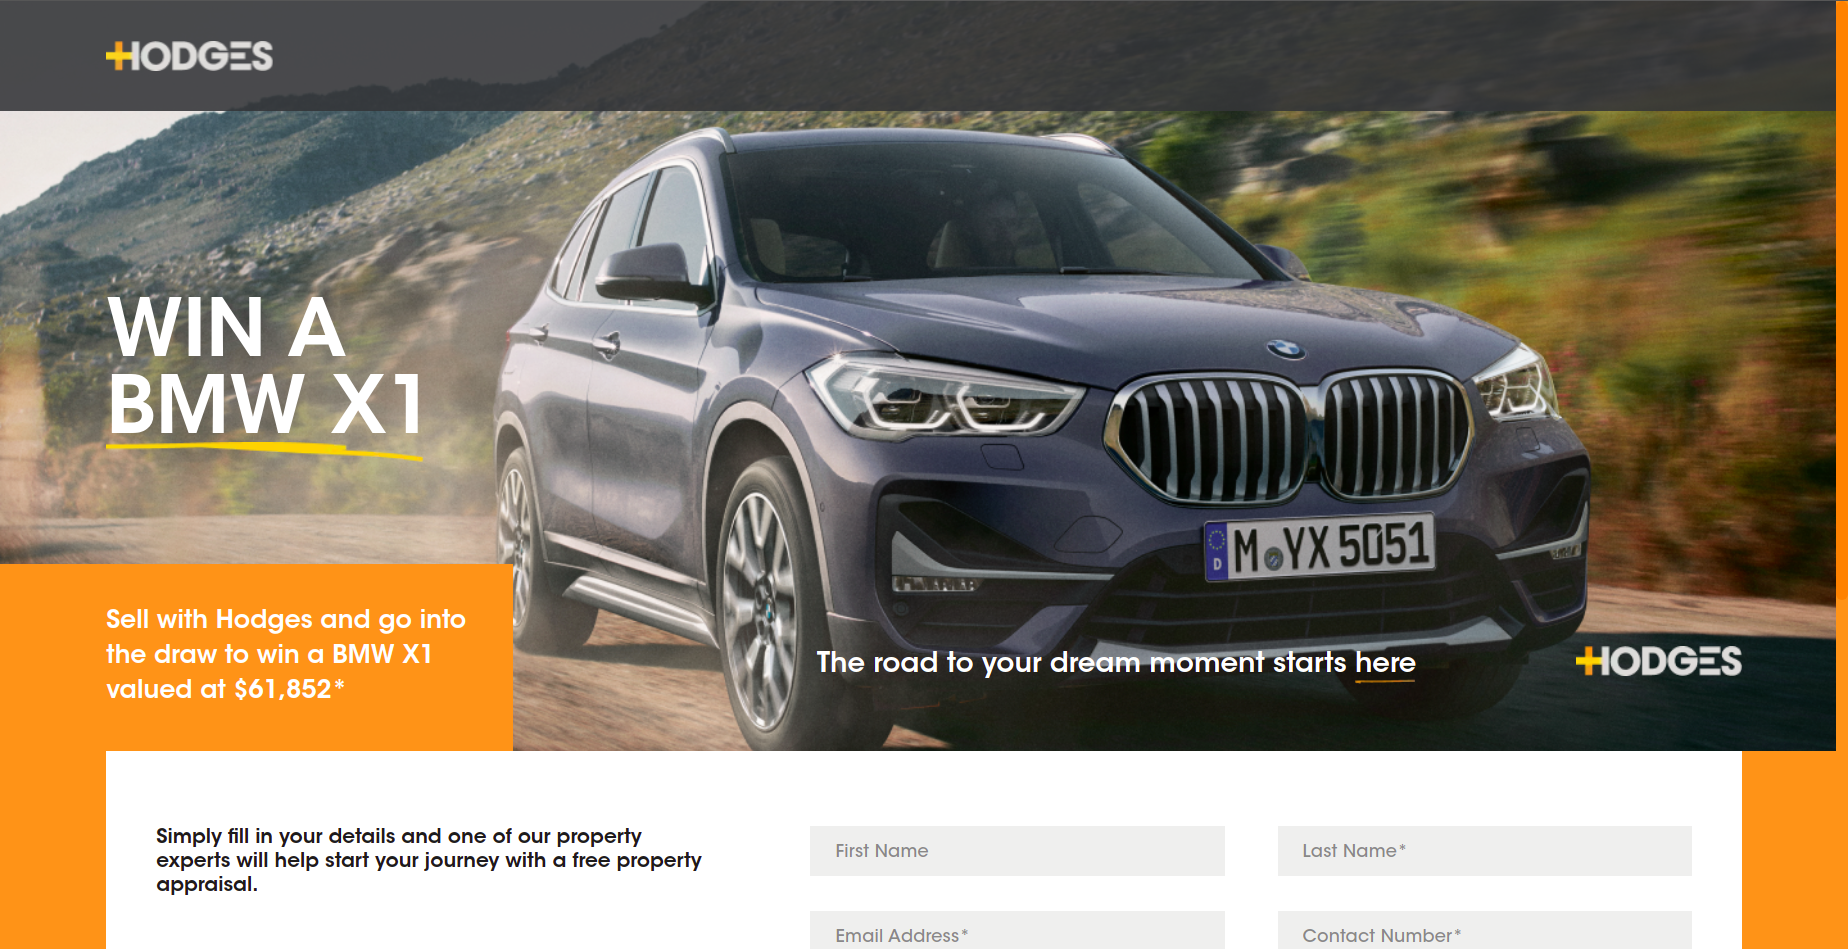 HODGES
WIN A
BMW X1
Sell with Hodges and go into
the draw to win a BMW X1
valued at $61,852*
M YX 5051
D
The road to your dream moment starts here
HODGES
Simply fill in your details and one of our property
experts will help start your journey with a free property
appraisal.
First Name
Last Name*
Email Address*
Contact Number*